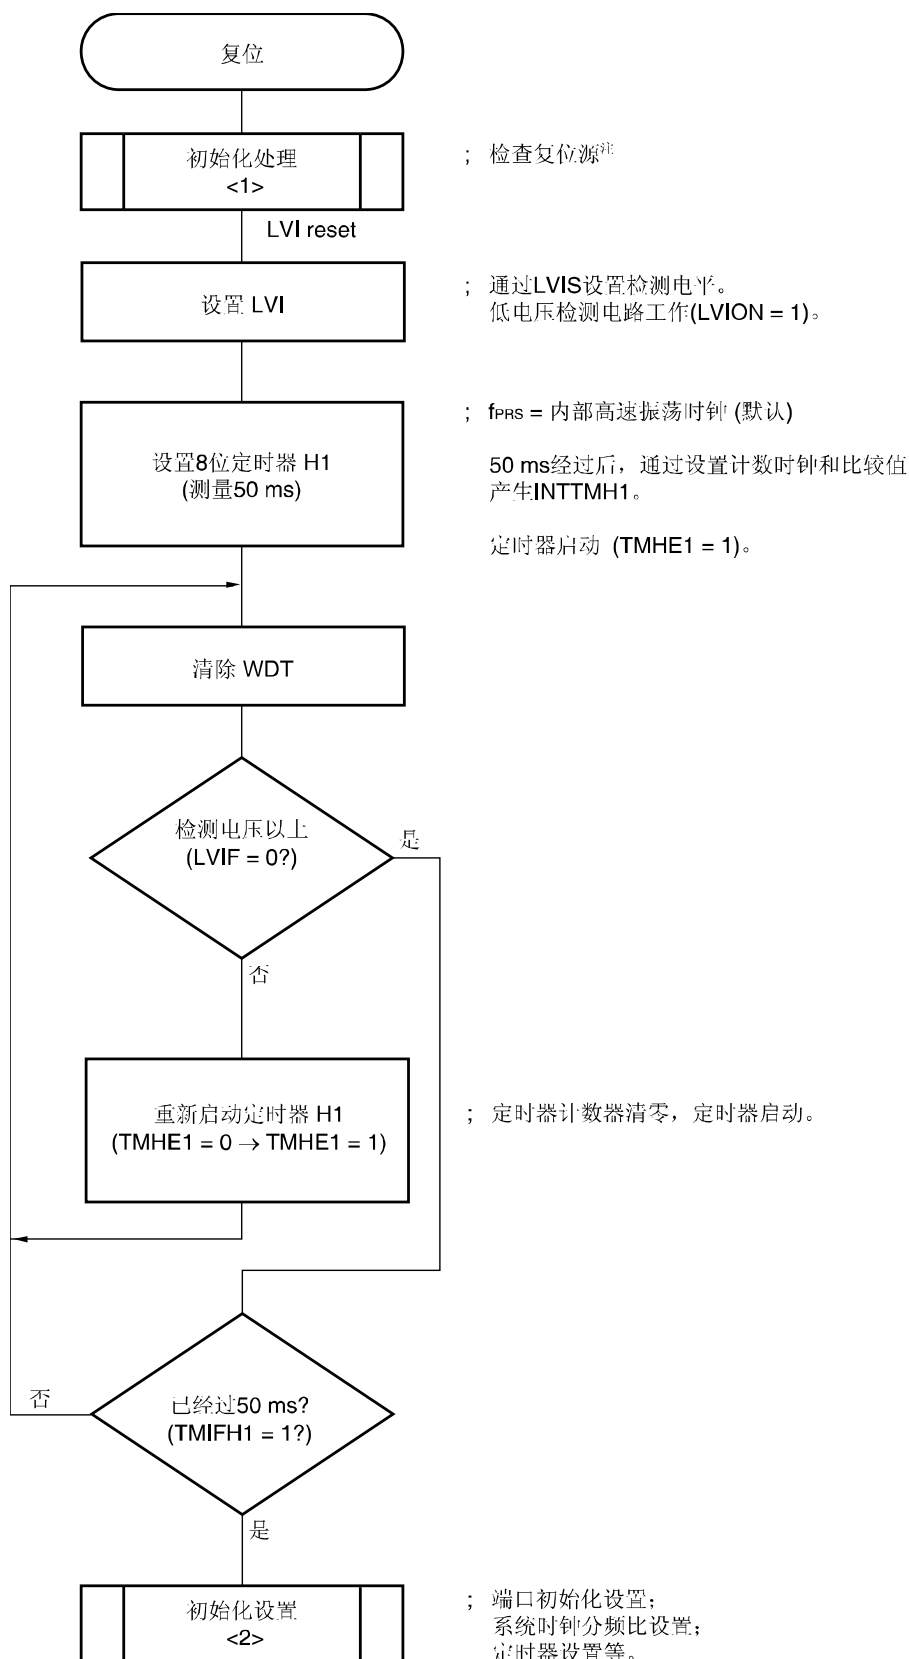 复位
初始化处理
<1>
; 检查复位源注
LVI reset
设置 LVI
; 通过LVIS设置检测电平。
低电压检测电路工作(LVION = 1)。
设置8位定时器 H1
(测量50 ms)
; fPRS = 内部高速振荡时钟 (默认)
50 ms经过后，通过设置计数时钟和比较值
产生INTTMH1。
定时器启动 (TMHE1 = 1)。
清除 WDT
检测电压以上
(LVIF = 0?)
是
否
重新启动定时器 H1
(TMHE1 = 0 → TMHE1 = 1)
; 定时器计数器清零，定时器启动。
否
已经过50 ms?
(TMIFH1 = 1?)
是
初始化设置
<2>
; 端口初始化设置；
系统时钟分频比设置；
定时器设置等。